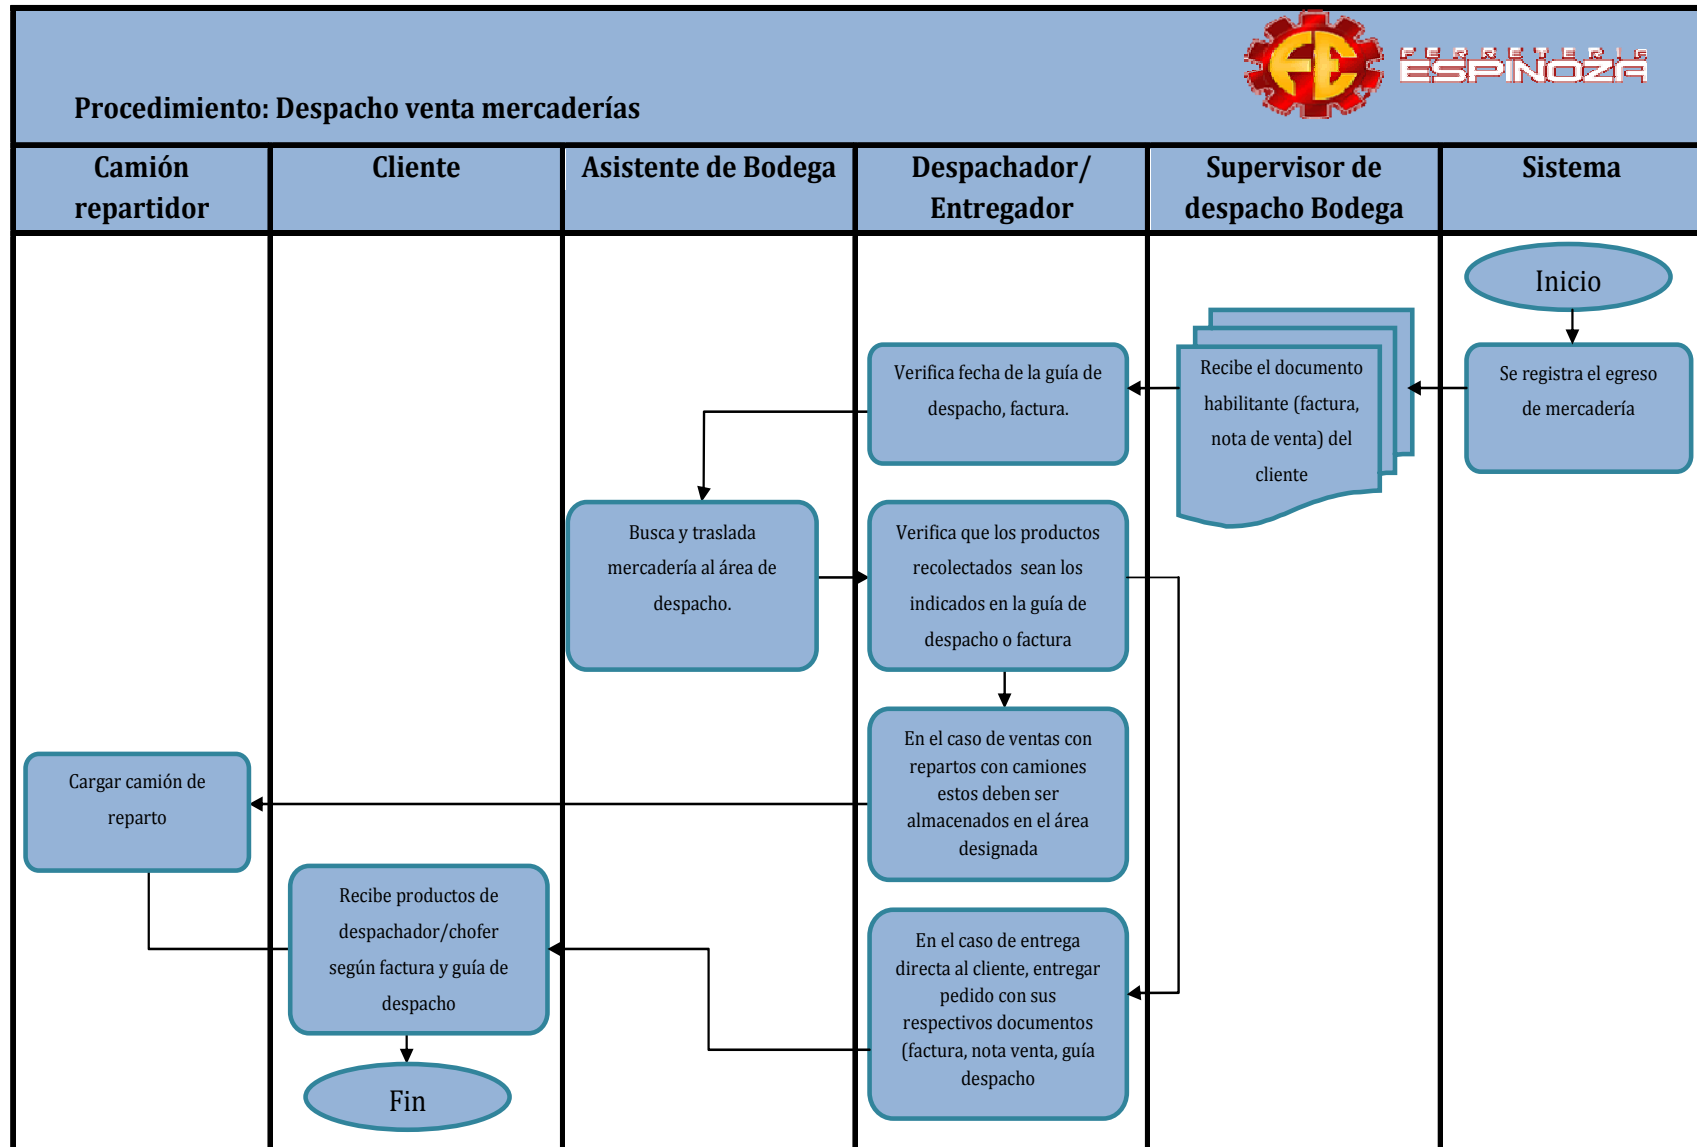 FERRETERIA
ESPINOZA
Procedimiento: Despacho venta mercaderías
Camión
repartidor
Cliente
Asistente de Bodega
Despachador/
Entregador
Supervisor de
despacho Bodega
Sistema
Inicio
Se registra el egreso
de mercadería
Recibe el documento
habilitante (factura,
nota de venta) del
cliente
Verifica fecha de la guía de
despacho, factura.
Busca y traslada
mercadería al área de
despacho.
Verifica que los productos
recolectados  sean los
indicados en la guía de
despacho o factura
En el caso de ventas con
repartos con camiones
estos deben ser
almacenados en el área
designada
Cargar camión de
reparto
En el caso de entrega
directa al cliente, entregar
pedido con sus
respectivos documentos
(factura, nota venta, guía
despacho
Recibe productos de
despachador/chofer
según factura y guía de
despacho
Fin